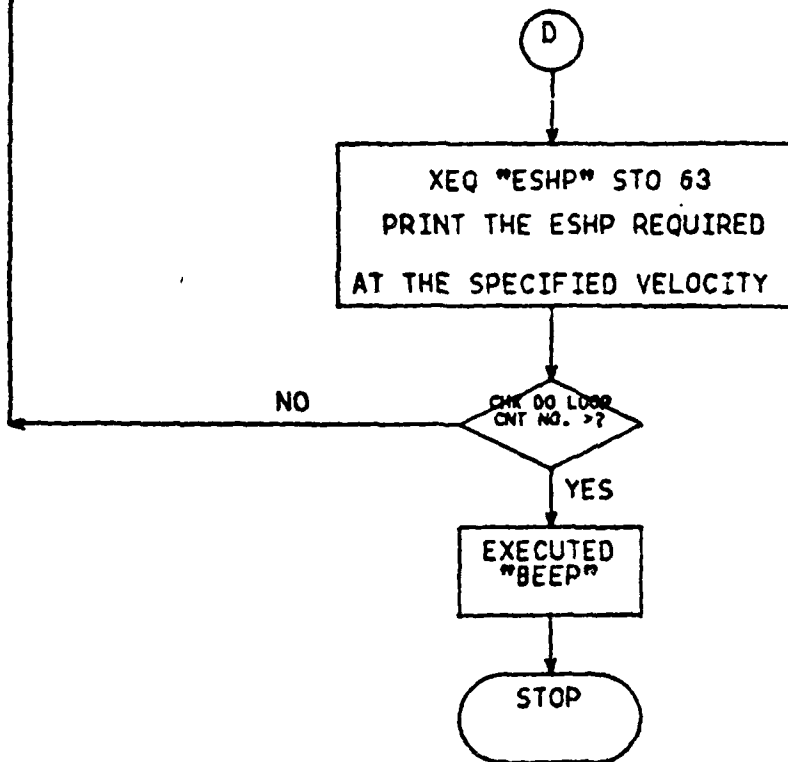 D
XEQ "ESHP" STO 63
PRINT THE ESHP REQUIRED
AT THE SPECIFIED VELOCITY
CHK DO LOOP
CNT NO. >?
NO
YES
EXECUTED
"BEEP"
STOP